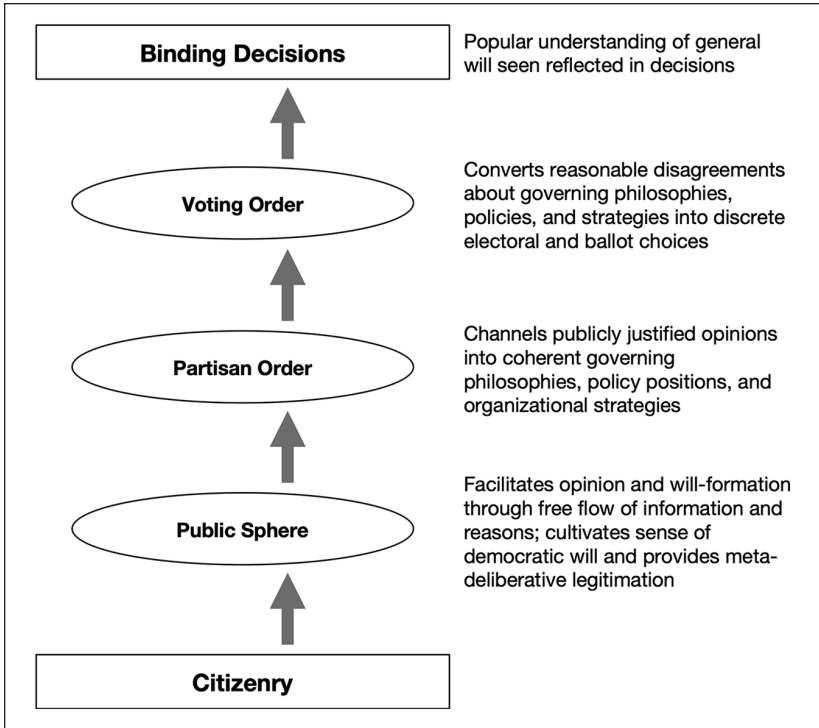 Binding Decisions
Popular understanding of general
will seen reflected in decisions
Voting Order
Converts reasonable disagreements
about governing philosophies,
policies, and strategies into discrete
electoral and ballot choices
Partisan Order
Channels publicly justified opinions
into coherent governing
philosophies, policy positions, and
organizational strategies
Public Sphere
Facilitates opinion and will-formation
through free flow of information and
reasons; cultivates sense of
democratic will and provides meta-
deliberative legitimation
Citizenry